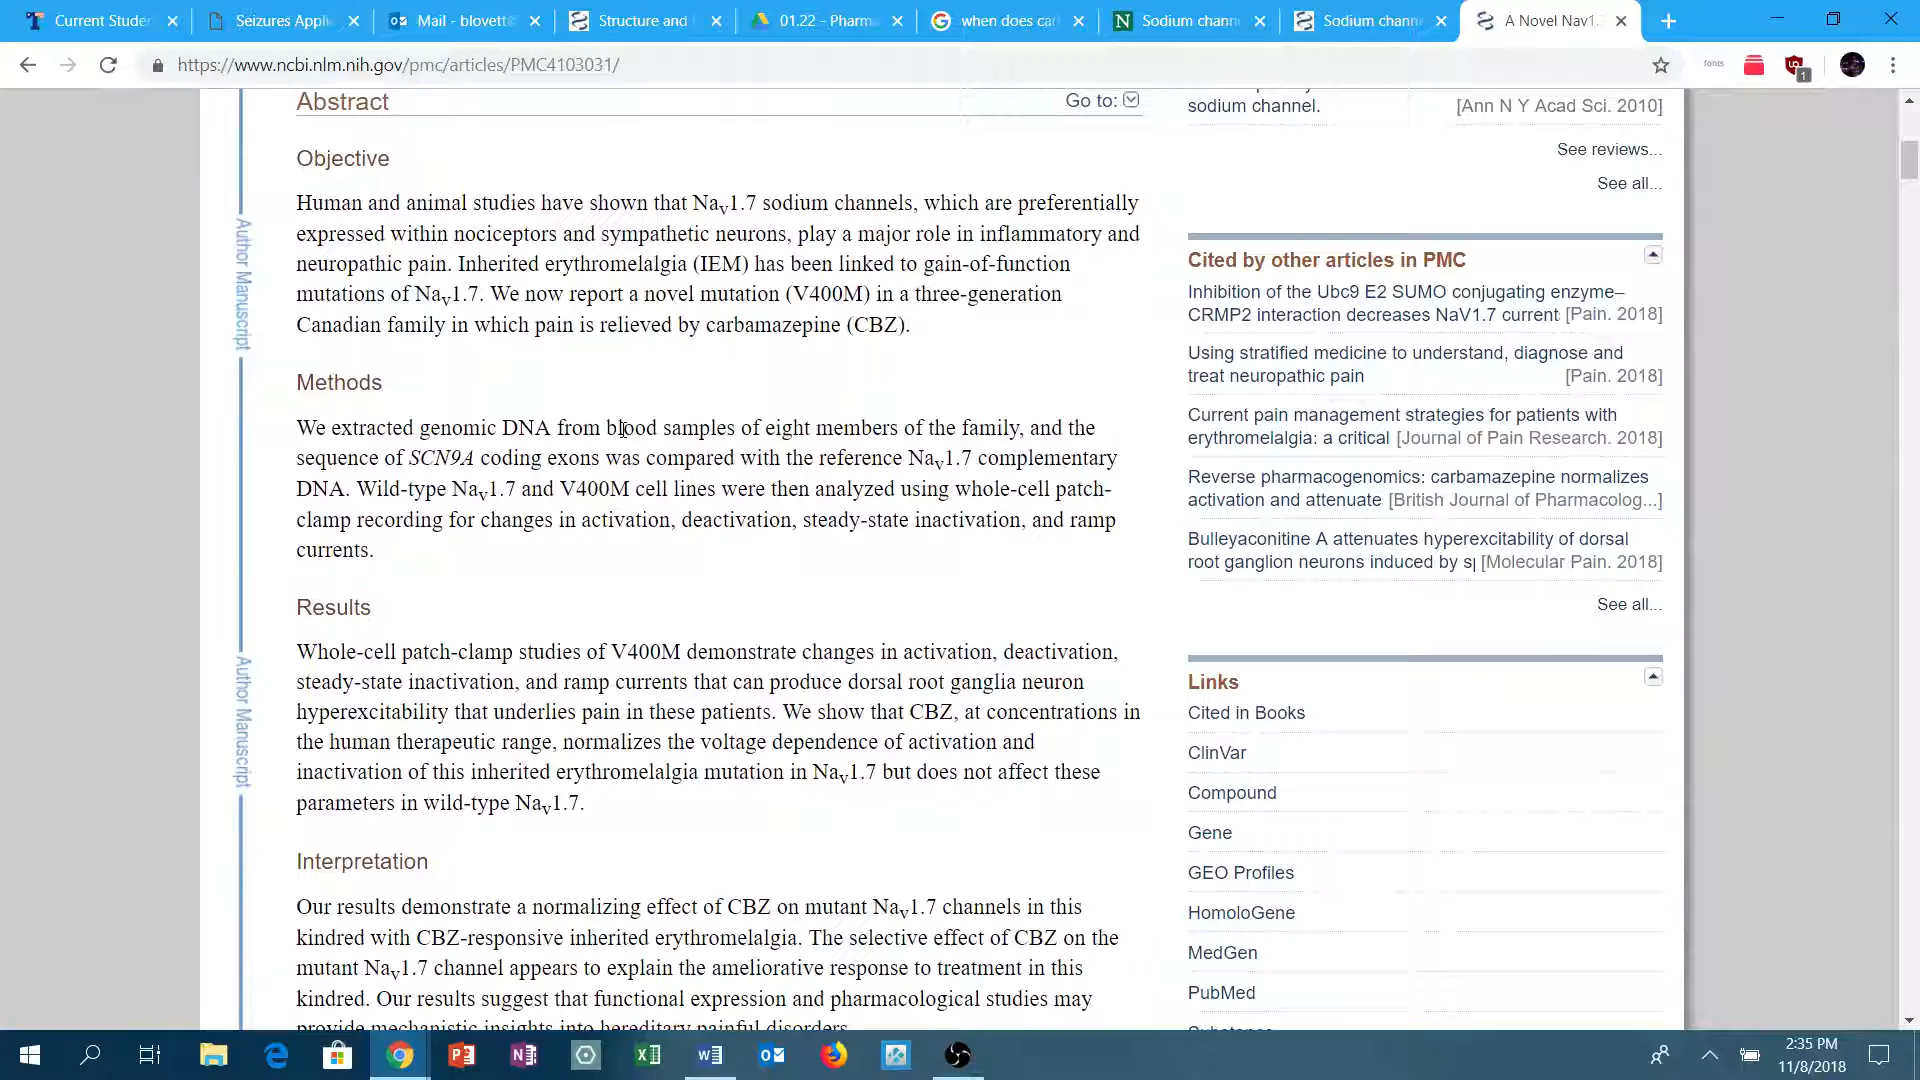 Current Studer
Seizures Appli
Mail - blovett@
Structure and
01.22 - Pharm
when does ca
Sodium chann
Sodium chann
A Novel Nav1.
https://www.ncbi.nlm.nih.gov/pmc/articles/PMC4103031/
fonts
1
Abstract
Go to:
Objective
Human and animal studies have shown that Nav1.7 sodium channels, which are preferentially
expressed within nociceptors and sympathetic neurons, play a major role in inflammatory and
neuropathic pain. Inherited erythromelalgia (IEM) has been linked to gain-of-function
mutations of Nav1.7. We now report a novel mutation (V400M) in a three-generation
Canadian family in which pain is relieved by carbamazepine (CBZ).
Methods
We extracted genomic DNA from blood samples of eight members of the family, and the
sequence of SCN9A coding exons was compared with the reference Nav1.7 complementary
DNA. Wild-type Nav1.7 and V400M cell lines were then analyzed using whole-cell patch-
clamp recording for changes in activation, deactivation, steady-state inactivation, and ramp
currents.
Results
Whole-cell patch-clamp studies of V400M demonstrate changes in activation, deactivation,
steady-state inactivation, and ramp currents that can produce dorsal root ganglia neuron
hyperexcitability that underlies pain in these patients. We show that CBZ, at concentrations in
the human therapeutic range, normalizes the voltage dependence of activation and
inactivation of this inherited erythromelalgia mutation in Nav1.7 but does not affect these
parameters in wild-type Nav1.7.
Interpretation
Our results demonstrate a normalizing effect of CBZ on mutant Nav1.7 channels in this
kindred with CBZ-responsive inherited erythromelalgia. The selective effect of CBZ on the
mutant Nav1.7 channel appears to explain the ameliorative response to treatment in this
kindred. Our results suggest that functional expression and pharmacological studies may
provide mechanistic insights into hereditary painful disorders.
Author Manuscript
Author Manuscript
sodium channel.
[Ann N Y Acad Sci. 2010]
See reviews...
See all...
Cited by other articles in PMC
Inhibition of the Ubc9 E2 SUMO conjugating enzyme–
CRMP2 interaction decreases NaV1.7 current [Pain. 2018]
Using stratified medicine to understand, diagnose and
treat neuropathic pain [Pain. 2018]
Current pain management strategies for patients with
erythromelalgia: a critical [Journal of Pain Research. 2018]
Reverse pharmacogenomics: carbamazepine normalizes
activation and attenuate [British Journal of Pharmacolog...]
Bulleyaconitine A attenuates hyperexcitability of dorsal
root ganglion neurons induced by s [Molecular Pain. 2018]
See all...
Links
Cited in Books
ClinVar
Compound
Gene
GEO Profiles
HomoloGene
MedGen
PubMed
2:35 PM
11/8/2018